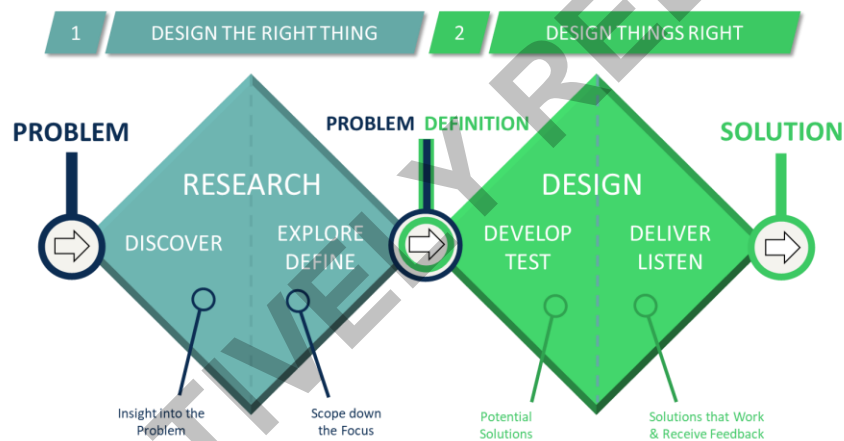 1 DESIGN THE RIGHT THING 2 DESIGN THINGS RIGHT
PROBLEM
PROBLEM DEFINITION
SOLUTION
RESEARCH
DISCOVER
EXPLORE
DEFINE
DESIGN
DEVELOP
TEST
DELIVER
LISTEN
Insight into the
Problem
Scope down
the Focus
Potential
Solutions
Solutions that Work
& Receive Feedback